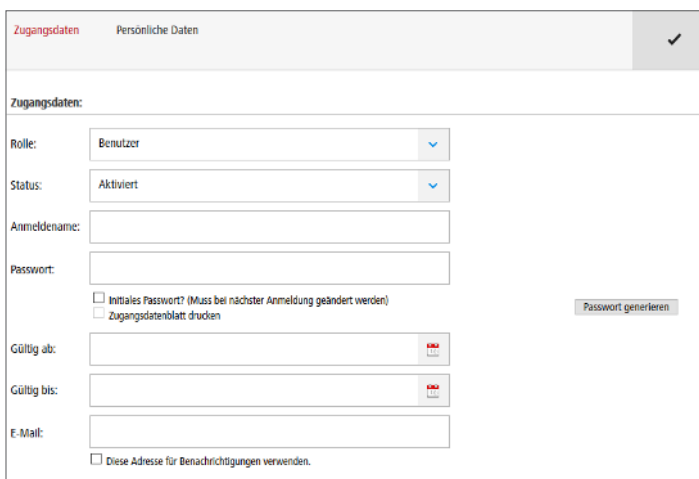 Zugangsdaten Persönliche Daten
Zugangsdaten:
Rolle: Benutzer
Status: Aktiviert
Anmeldename:
Passwort:
Initiales Passwort? (Muss bei nächster Anmeldung geändert werden)
Zugangsdatenblatt drucken
Passwort generieren
Gültig ab:
Gültig bis:
E-Mail:
Diese Adresse für Benachrichtigungen verwenden.